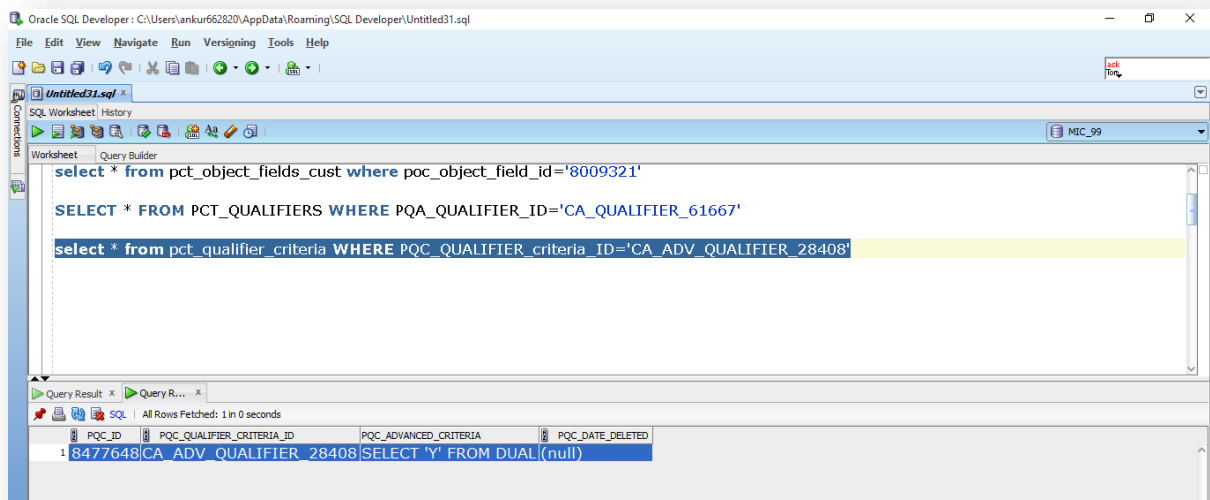 Oracle SQL Developer : C:\Users\ankur662820\AppData\Roaming\SQL Developer\Untitled31.sql
File Edit View Navigate Run Versioning Tools Help
ask
Tom
Connections
Untitled31.sql
SQL Worksheet History
MIC_99
Worksheet Query Builder
select * from pct_object_fields_cust where poc_object_field_id='8009321'
SELECT * FROM PCT_QUALIFIERS WHERE PQA_QUALIFIER_ID='CA_QUALIFIER_61667'
select * from pct_qualifier_criteria WHERE PQC_QUALIFIER_criteria_ID='CA_ADV_QUALIFIER_28408'
Query Result x Query R... x
SQL | All Rows Fetched: 1 in 0 seconds
PQC_ID PQC_QUALIFIER_CRITERIA_ID PQC_ADVANCED_CRITERIA PQC_DATE_DELETED
1 8477648 CA_ADV_QUALIFIER_28408 SELECT 'Y' FROM DUAL (null)